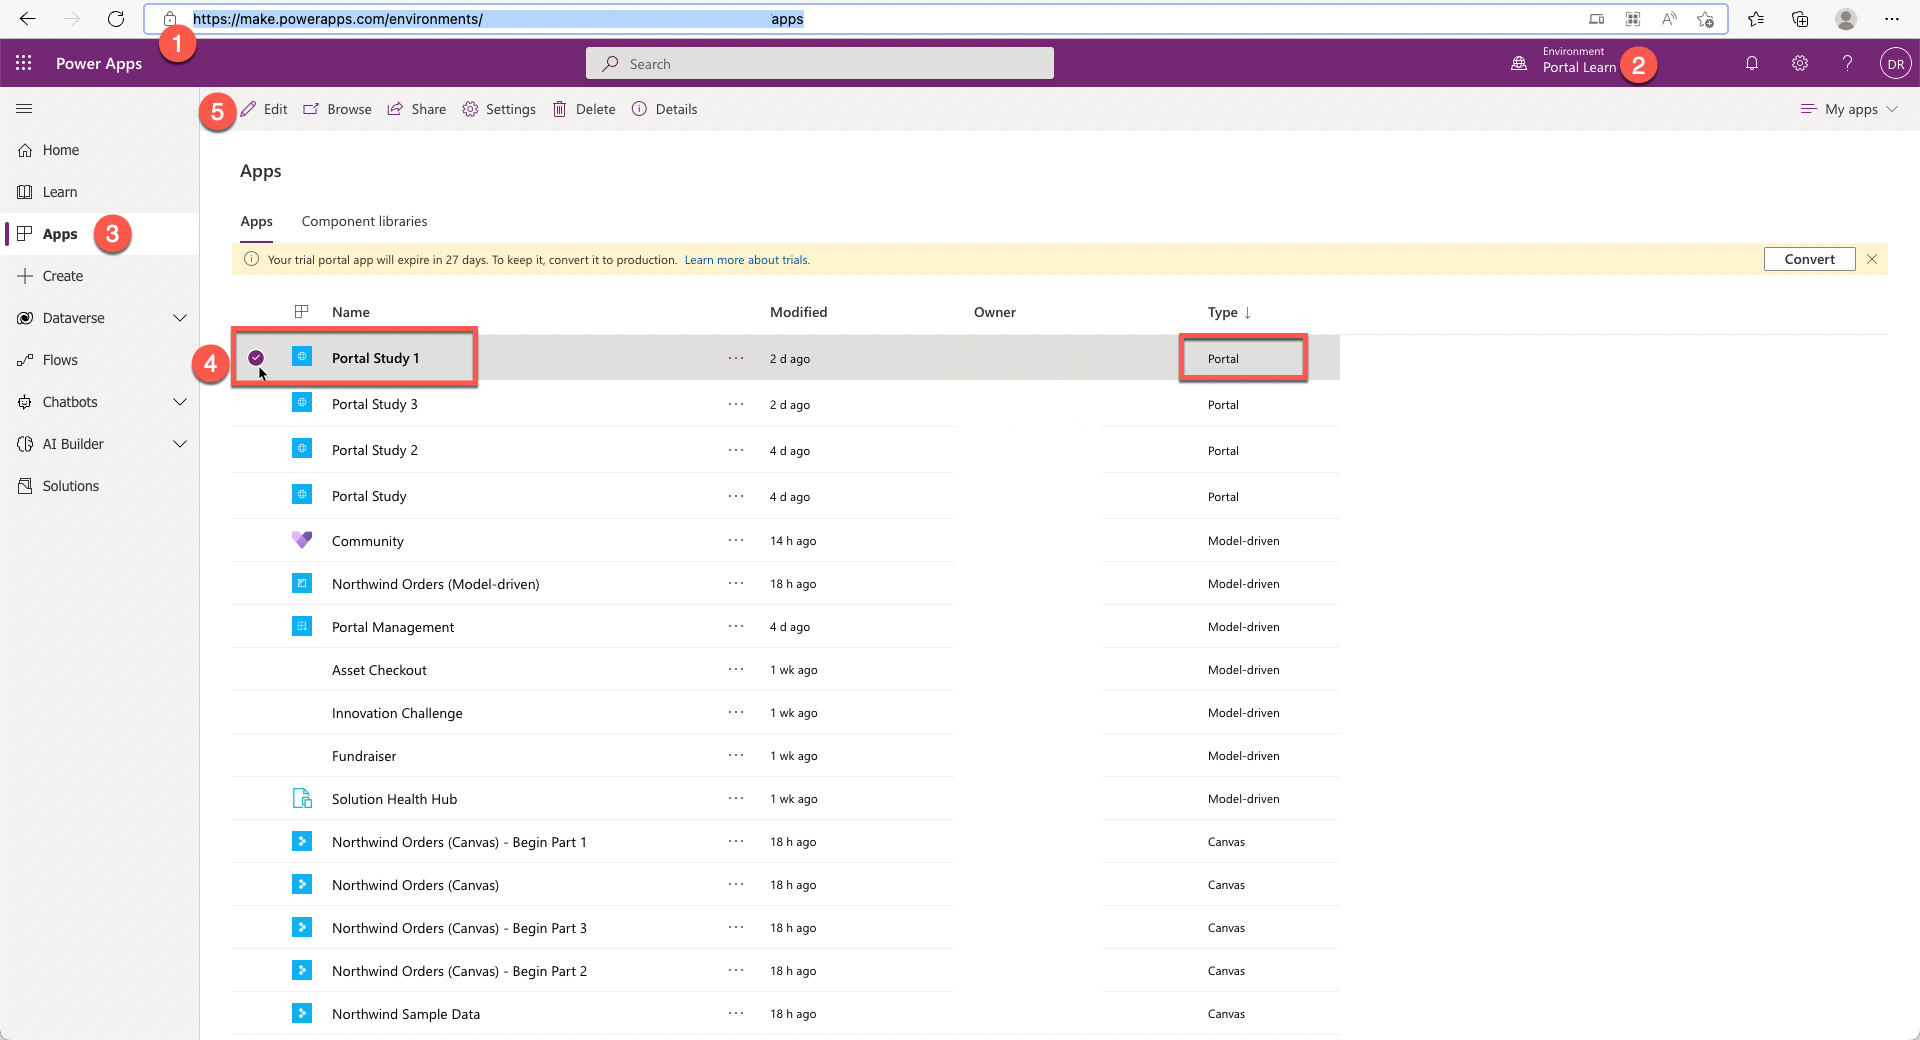 https://make.powerapps.com/environments/ /apps
1
Power Apps
Search
Environment
Portal Learn
2
DR
5
Edit Browse Share Settings Delete Details
My apps
Home
Learn
Apps
3
Create
Dataverse
Flows
Chatbots
AI Builder
Solutions
Apps
Apps Component libraries
Your trial portal app will expire in 27 days. To keep it, convert it to production. Learn more about trials.
Convert
Name Modified Owner Type ↓
4
Portal Study 1 ... 2 d ago Portal
Portal Study 3 ... 2 d ago Portal
Portal Study 2 ... 4 d ago Portal
Portal Study ... 4 d ago Portal
Community ... 14 h ago Model-driven
Northwind Orders (Model-driven) ... 18 h ago Model-driven
Portal Management ... 4 d ago Model-driven
Asset Checkout ... 1 wk ago Model-driven
Innovation Challenge ... 1 wk ago Model-driven
Fundraiser ... 1 wk ago Model-driven
Solution Health Hub ... 1 wk ago Model-driven
Northwind Orders (Canvas) - Begin Part 1 ... 18 h ago Canvas
Northwind Orders (Canvas) ... 18 h ago Canvas
Northwind Orders (Canvas) - Begin Part 3 ... 18 h ago Canvas
Northwind Orders (Canvas) - Begin Part 2 ... 18 h ago Canvas
Northwind Sample Data ... 18 h ago Canvas